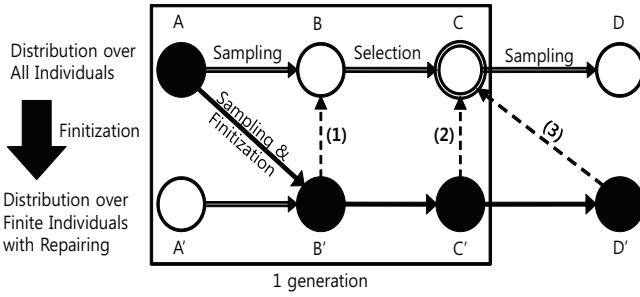 A B C D
Distribution over
All Individuals
Sampling Selection Sampling
Finitization
Sampling &
Finitization
(1) (2) (3)
Distribution over
Finite Individuals
with Repairing
A' B' C' D'
1 generation